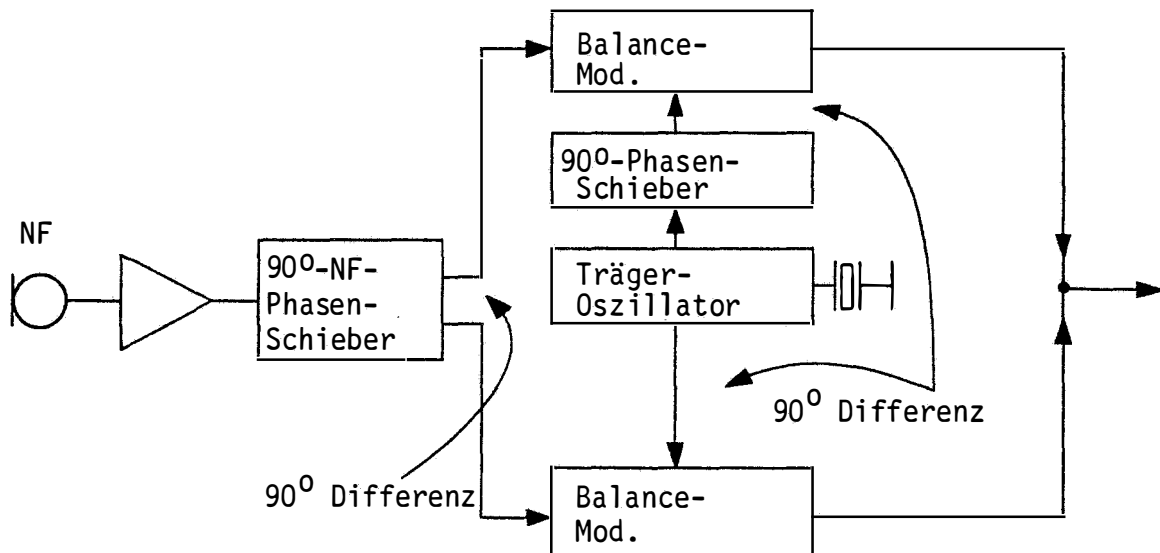 Balance-
Mod.
90°-Phasen-
Schieber
NF
90°-NF-
Phasen-
Schieber
Träger-
Oszillator
90° Differenz
90° Differenz
Balance-
Mod.